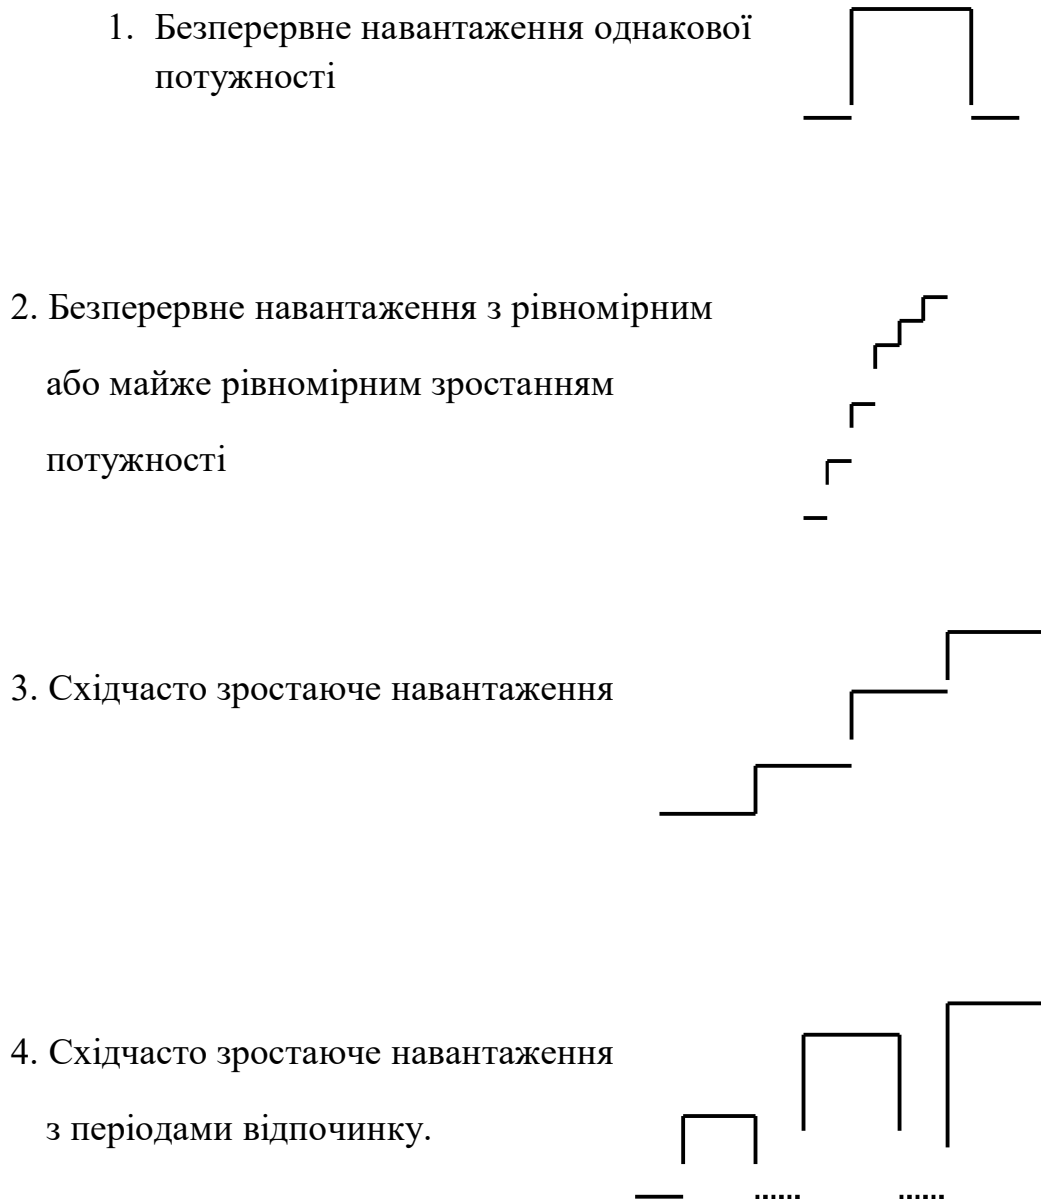 1. Безперервне навантаження однакової
потужності
2. Безперервне навантаження з рівномірним
або майже рівномірним зростанням
потужності
3. Східчасто зростаюче навантаження
4. Східчасто зростаюче навантаження
з періодами відпочинку.